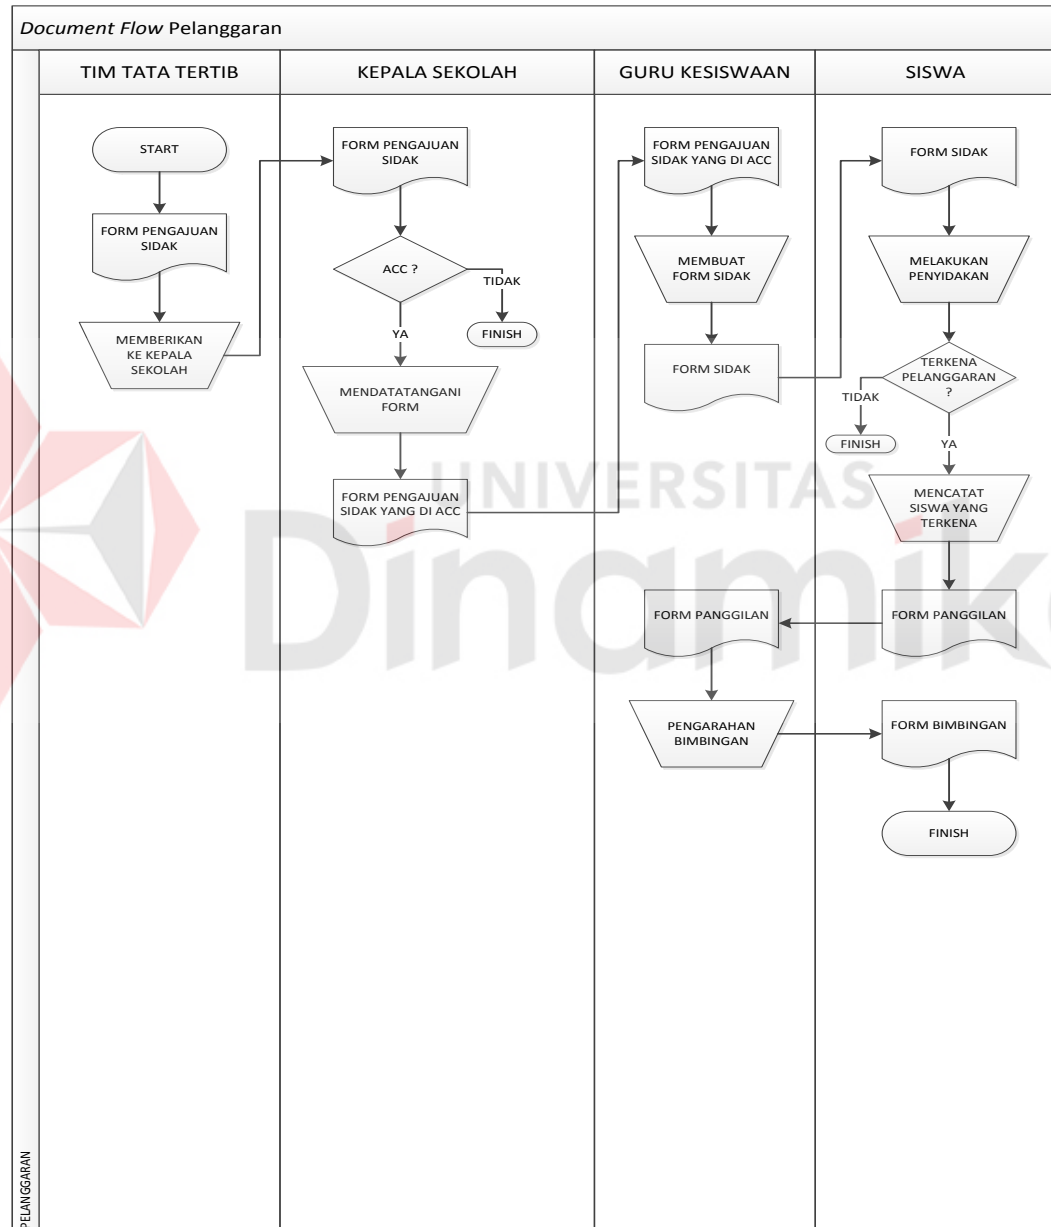 Document Flow Pelanggaran
TIM TATA TERTIB
KEPALA SEKOLAH
GURU KESISWAAN
SISWA
START
FORM PENGAJUAN
SIDAK
MEMBERIKAN
KE KEPALA
SEKOLAH
FORM PENGAJUAN
SIDAK
ACC ?
TIDAK
FINISH
YA
MENDATATANGANI
FORM
FORM PENGAJUAN
SIDAK YANG DI ACC
FORM PENGAJUAN
SIDAK YANG DI ACC
MEMBUAT
FORM SIDAK
FORM SIDAK
FORM SIDAK
MELAKUKAN
PENYIDAKAN
TERKENA
PELANGGARAN
?
TIDAK
FINISH
YA
MENCATAT
SISWA YANG
TERKENA
FORM PANGGILAN
FORM PANGGILAN
PENGARAHAN
BIMBINGAN
FORM BIMBINGAN
FINISH
PELANGGARAN
UNIVERSITAS
Dinamik